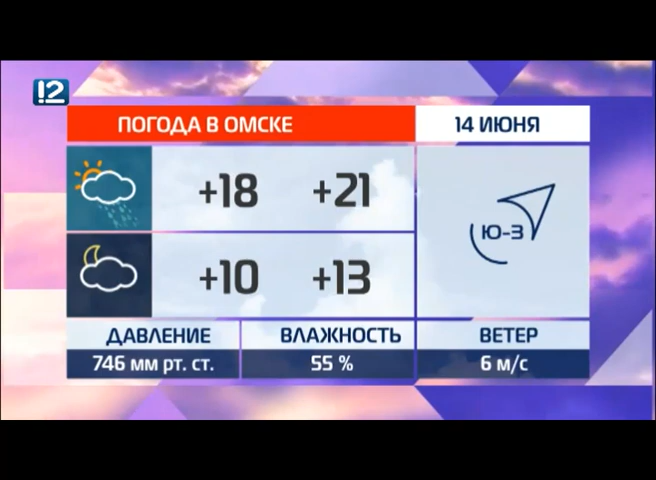 12
ПОГОДА В ОМСКЕ
14 ИЮНЯ
+18 +21
Ю-З
+10 +13
ДАВЛЕНИЕ
ВЛАЖНОСТЬ
ВЕТЕР
746 мм рт. ст.
55 %
6 м/с